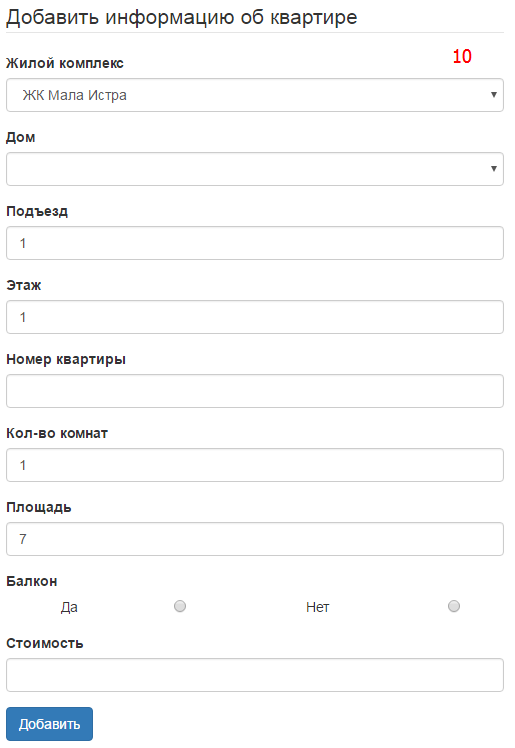 Добавить информацию об квартире
10
Жилой комплекс
ЖК Мала Истра
Дом
Подъезд
1
Этаж
1
Номер квартиры
Кол-во комнат
1
Площадь
7
Балкон
Да Нет
Стоимость
Добавить